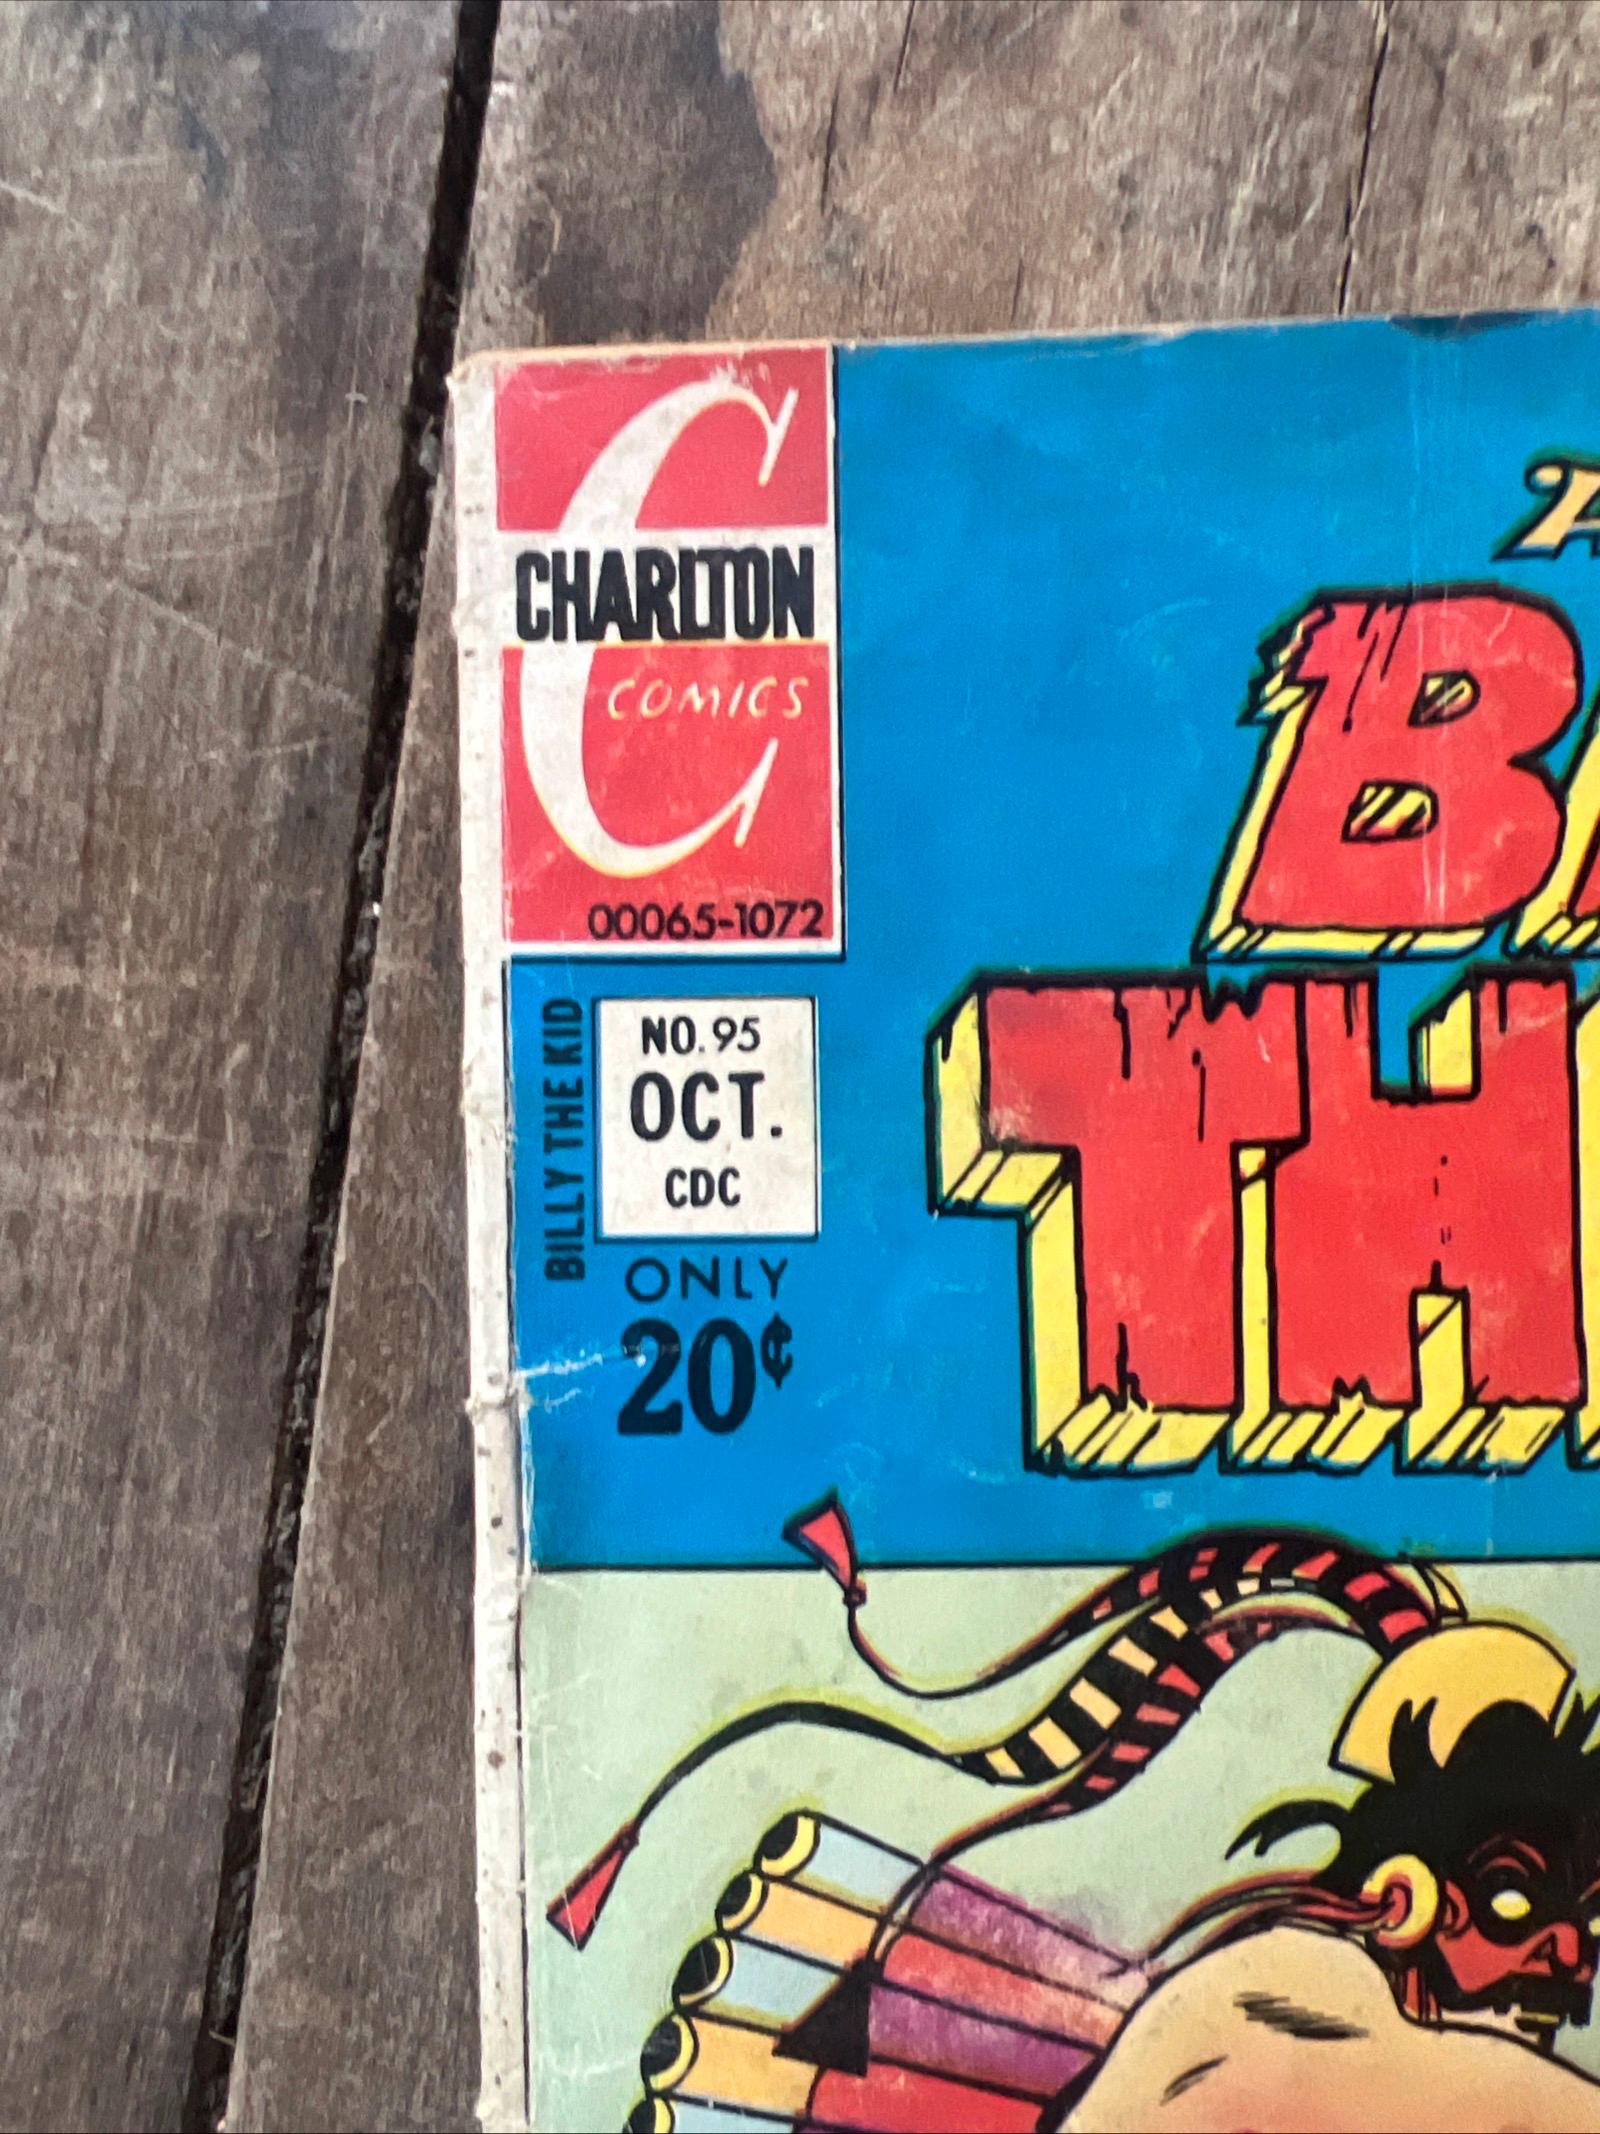 CHARLTON
COMICS
00065-1072
BILLY THE KID
NO. 95
OCT.
CDC
ONLY
20¢